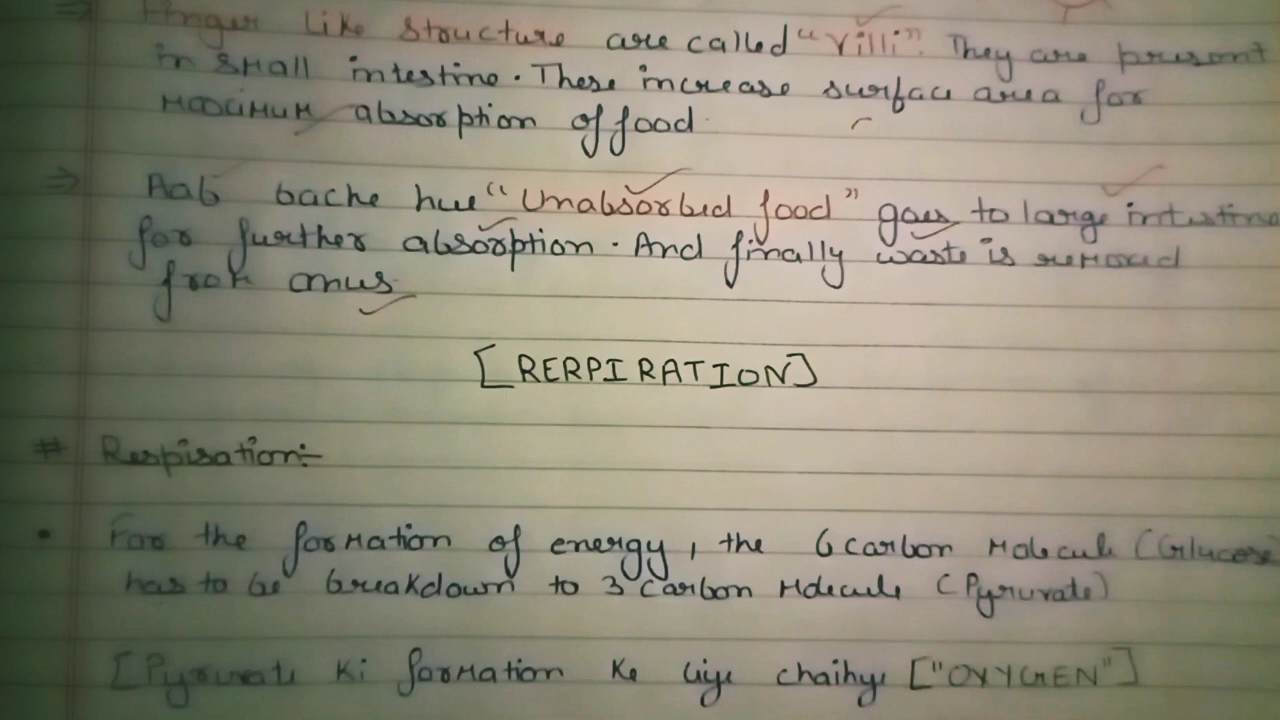 ⇒ Finger like structure are called "Villi". They are present
in small intestine. These increase surface area for
maximum absorption of food.
⇒ Aab bache hue "Unabsorbed food" goes to large intestine
for further absorption. And finally waste is removed
from anus.
[RERPIRATION]
# Respiration:-
• For the formation of energy, the 6 carbon molecule (Glucose
has to be breakdown to 3 carbon molecule (Pyruvate)
[Pyruvate ki formation ke liye chaihye ["OXYGEN"]